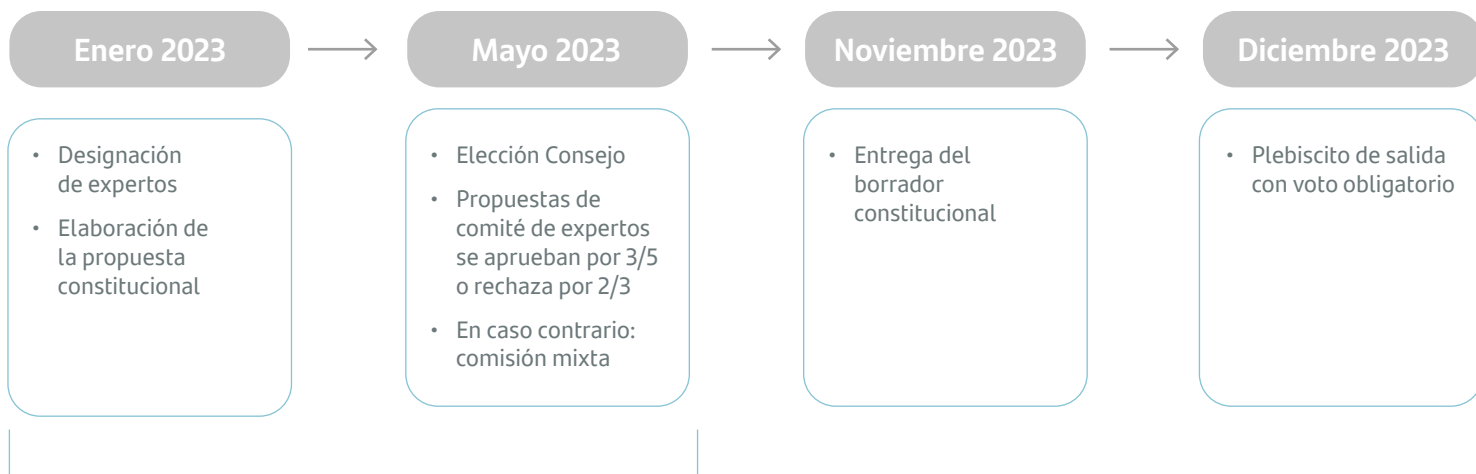 Enero 2023
Mayo 2023
Noviembre 2023
Diciembre 2023
• Designación
de expertos
• Elaboración de
la propuesta
constitucional
• Elección Consejo
• Propuestas de
comité de expertos
se aprueban por 3/5
o rechaza por 2/3
• En caso contrario:
comisión mixta
• Entrega del
borrador
constitucional
• Plebiscito de salida
con voto obligatorio